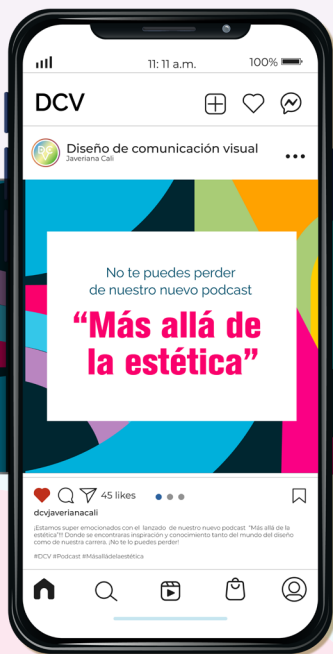 11: 11 a.m.
100%
DCV
Diseño de comunicación visual
Javeriana Cali
No te puedes perder
de nuestro nuevo podcast
“Más allá de
la estética”
45 likes
dcvjaverianacali
¡Estamos super emocionados con el lanzado de nuestro nuevo podcast "Más allá de la
estética"!!! Donde se encontraras inspiración y conocimiento tanto del mundo del diseño
como de nuestra carrera. ¡No te lo puedes perder!
#DCV #Podcast #Másalládelaestética